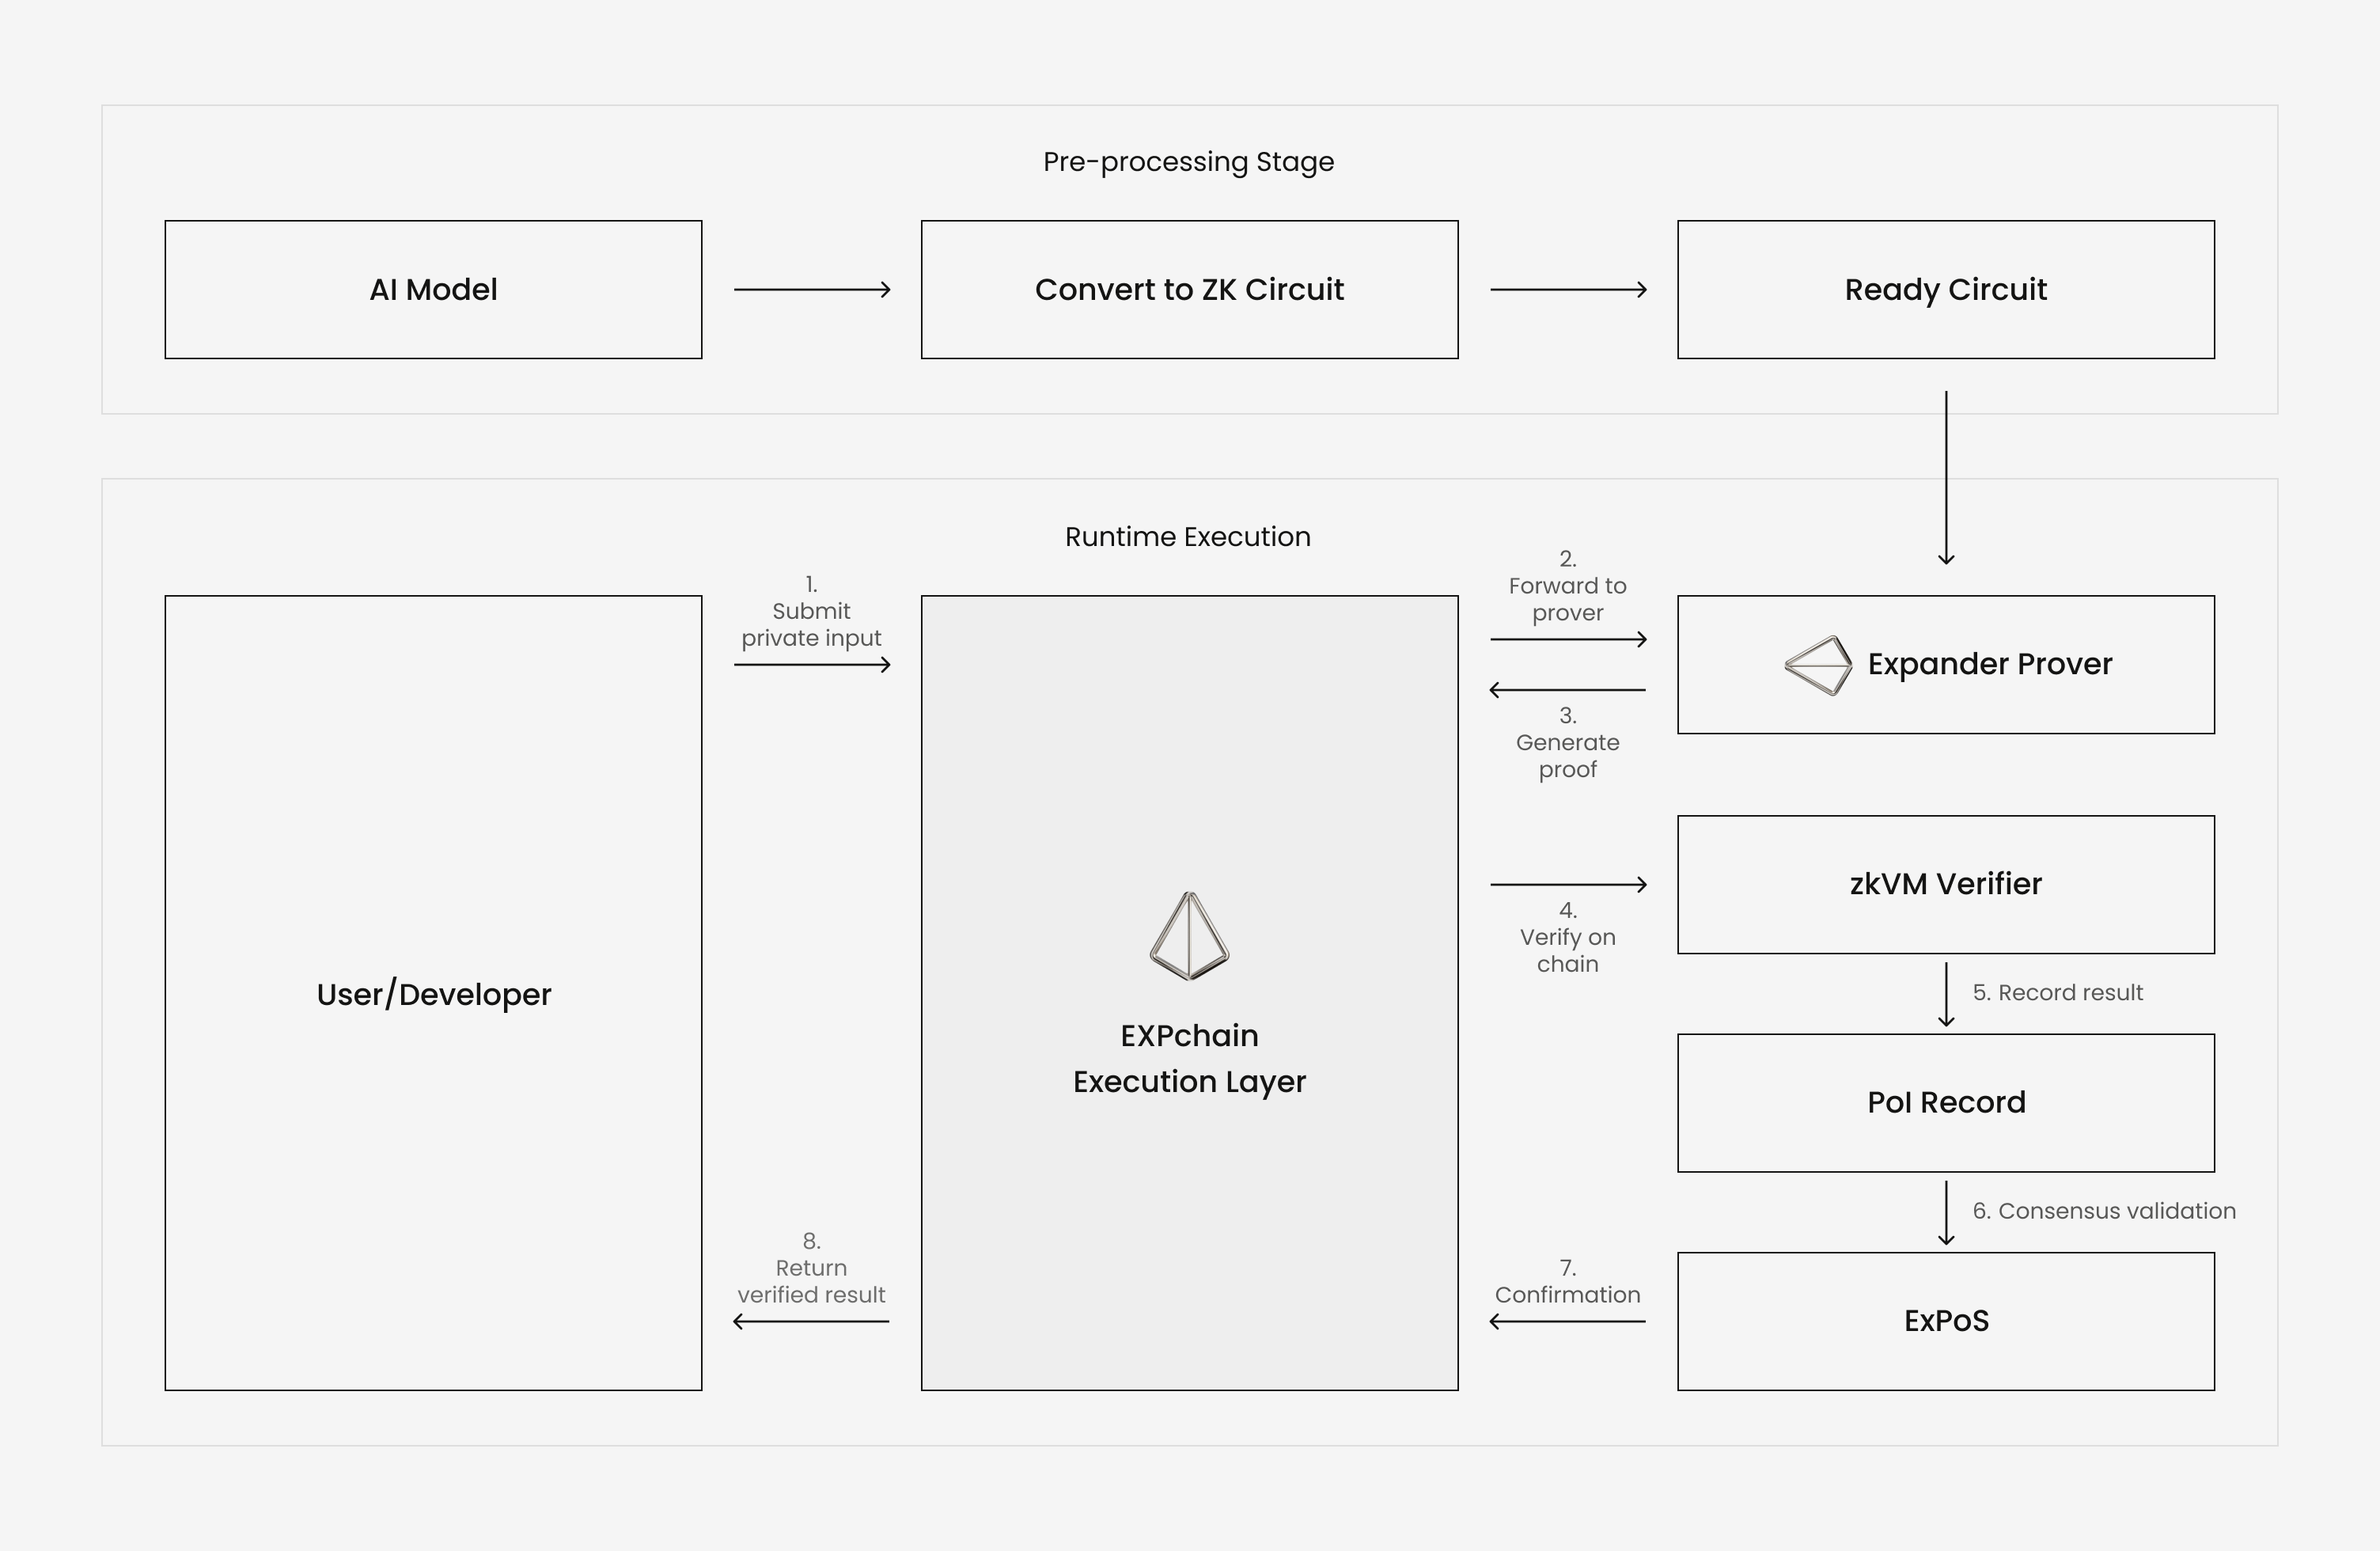 Pre-processing Stage
AI Model
Convert to ZK Circuit
Ready Circuit
Runtime Execution
1.
Submit
private input
2.
Forward to
prover
Expander Prover
3.
Generate
proof
zkVM Verifier
4.
Verify on
chain
User/Developer
EXPchain
Execution Layer
5. Record result
PoI Record
6. Consensus validation
8.
Return
verified result
7.
Confirmation
ExPoS